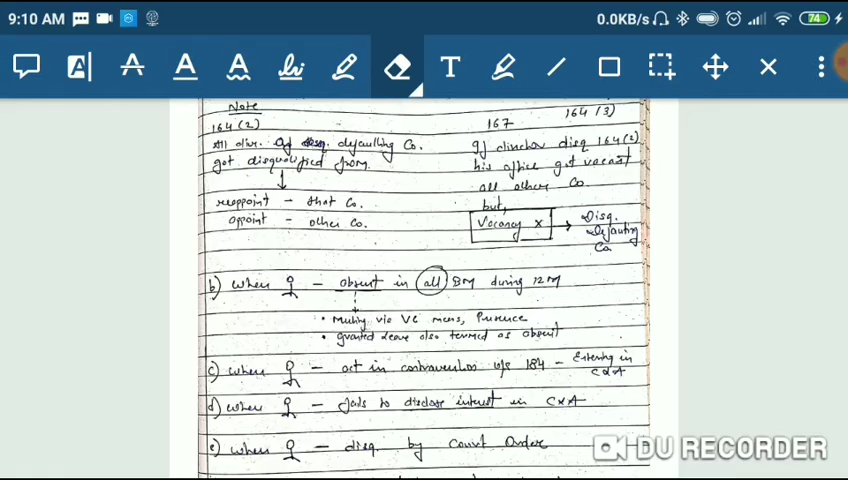 9:10 AM
0.0KB/s
74
A A A T
Note
164(2)
167
164(3)
all dir. of defaulting Co.
got disqualified from
reappoint - that Co.
appoint - other Co.
If director disq 164(2)
his office got vacant
all other Co
but,
Vacancy X → Disq.
Defauting
Co
b) when - absent in all BM during 12M
• Meeting via VC means, Presence
• granted leave also termed as absent
c) when - act in contravention u/s 184 - Entering in
C&A
d) when - fails to disclose interest in C&A
e) when - disq. by Court Order
DU RECORDER